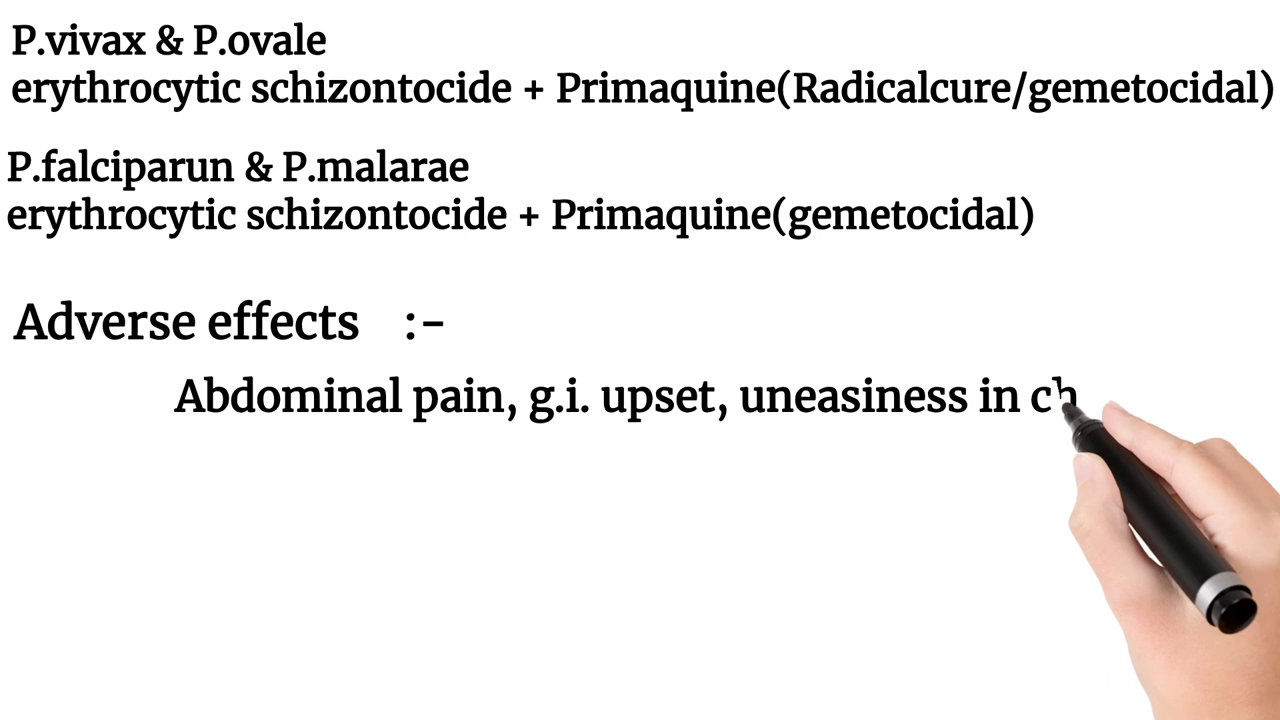 P.vivax & P.ovale
erythrocytic schizontocide + Primaquine(Radicalcure/gemetocidal)
P.falciparun & P.malarae
erythrocytic schizontocide + Primaquine(gemetocidal)
Adverse effects :-
Abdominal pain, g.i. upset, uneasiness in ch